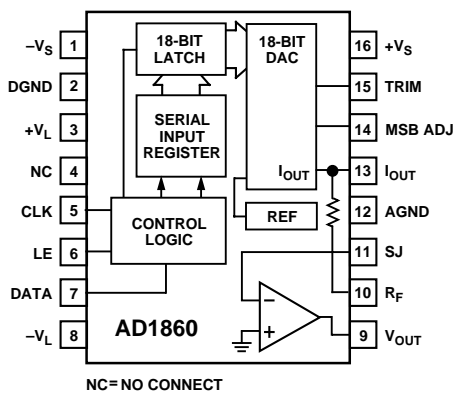 –VS 1
DGND 2
+VL 3
NC 4
CLK 5
LE 6
DATA 7
–VL 8
18-BIT
LATCH
SERIAL
INPUT
REGISTER
CONTROL
LOGIC
18-BIT
DAC
IOUT
REF
–
+
AD1860
16 +VS
15 TRIM
14 MSB ADJ
13 IOUT
12 AGND
11 SJ
10 RF
9 VOUT
NC= NO CONNECT